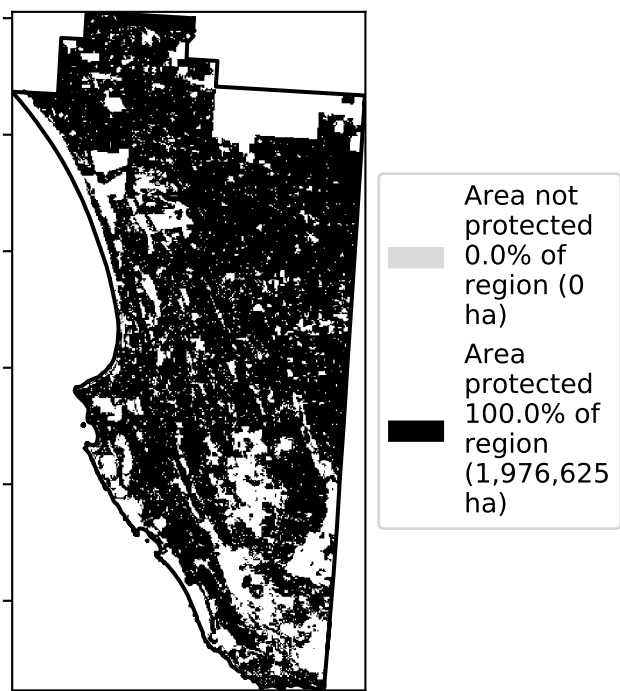 Area not
protected
0.0% of
region (0
ha)
Area
protected
100.0% of
region
(1,976,625
ha)